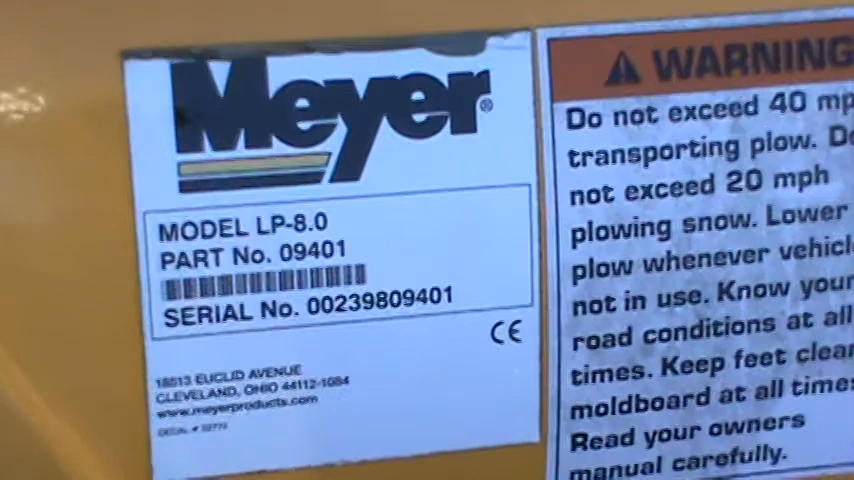 Meyer®
MODEL LP-8.0
PART No. 09401
SERIAL No. 00239809401
CE
18513 EUCLID AVENUE
CLEVELAND, OHIO 44112-1084
www.meyerproducts.com
WARNING
Do not exceed 40 mp
transporting plow. Do
not exceed 20 mph
plowing snow. Lower
plow whenever vehicl
not in use. Know your
road conditions at all
times. Keep feet clear
moldboard at all times
Read your owners
manual carefully.